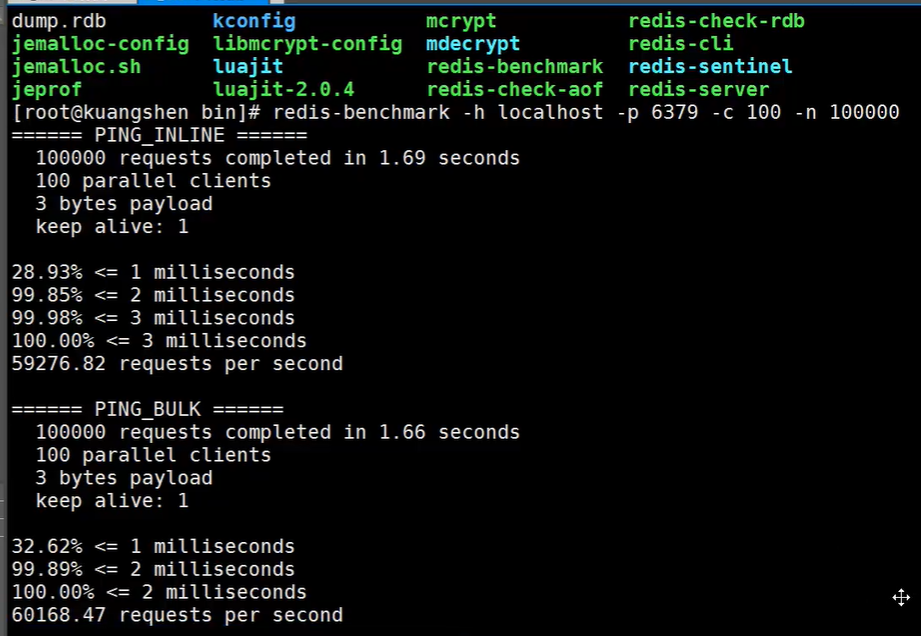 dump.rdb kconfig mcrypt redis-check-rdb
jemalloc-config libmcrypt-config mdecrypt redis-cli
jemalloc.sh luajit redis-benchmark redis-sentinel
jeprof luajit-2.0.4 redis-check-aof redis-server
[root@kuangshen bin]# redis-benchmark -h localhost -p 6379 -c 100 -n 100000
====== PING_INLINE ======
100000 requests completed in 1.69 seconds
100 parallel clients
3 bytes payload
keep alive: 1
28.93% <= 1 milliseconds
99.85% <= 2 milliseconds
99.98% <= 3 milliseconds
100.00% <= 3 milliseconds
59276.82 requests per second
====== PING_BULK ======
100000 requests completed in 1.66 seconds
100 parallel clients
3 bytes payload
keep alive: 1
32.62% <= 1 milliseconds
99.89% <= 2 milliseconds
100.00% <= 2 milliseconds
60168.47 requests per second